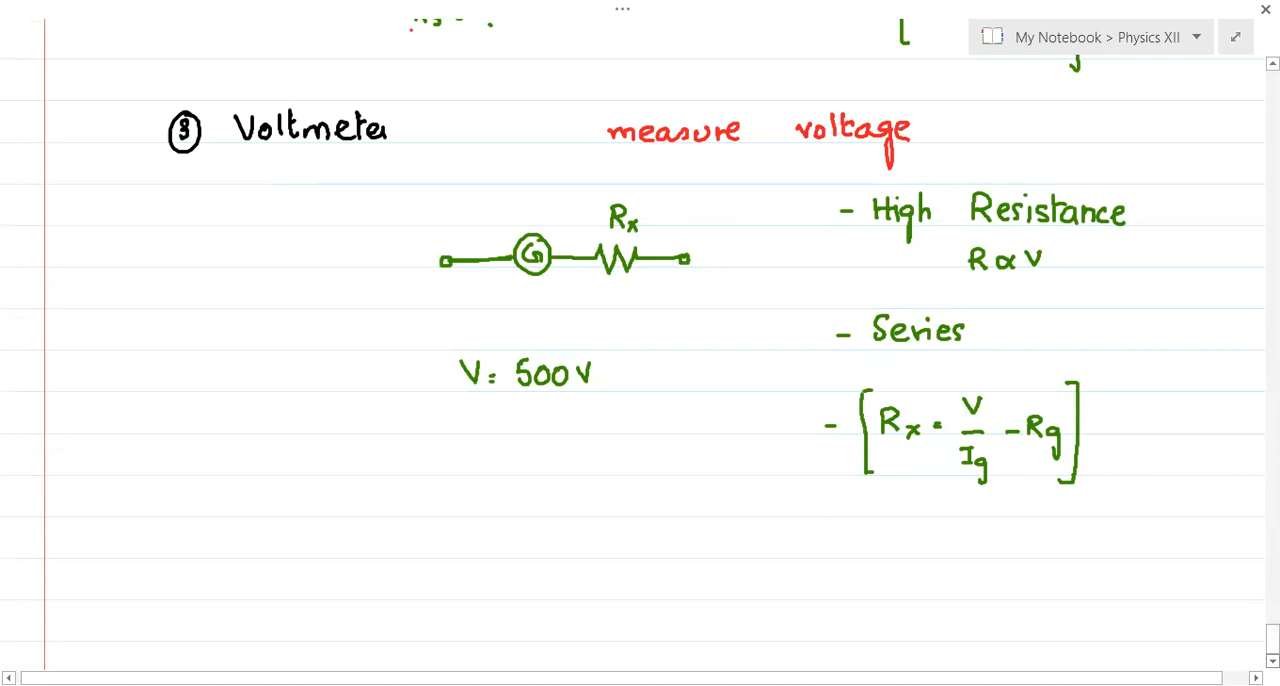 My Notebook > Physics XII
③ Voltmeter measure voltage
Rx
G
- High Resistance
R ∝ V
- Series
V = 500 V
- [Rx = V/Ig - Rg]